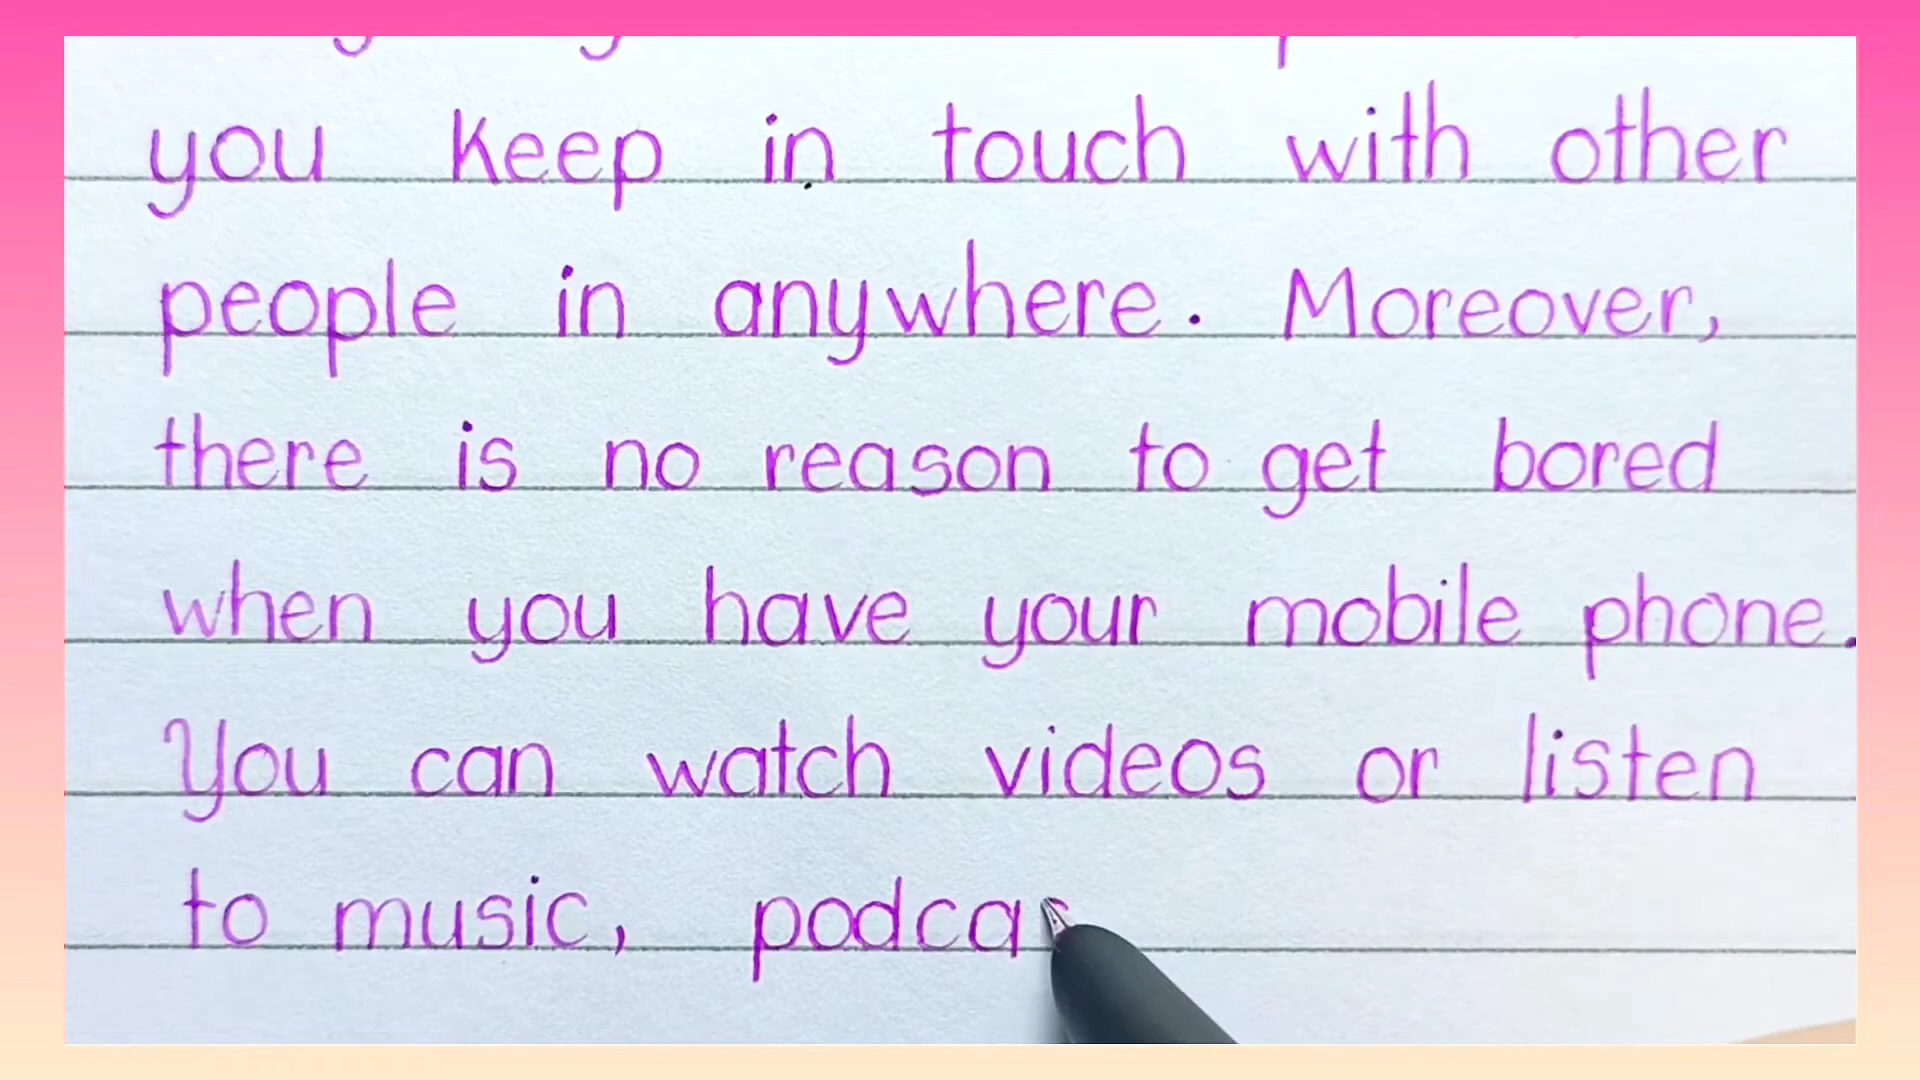 you keep in touch with other
people in anywhere. Moreover,
there is no reason to get bored
when you have your mobile phone.
You can watch videos or listen
to music,